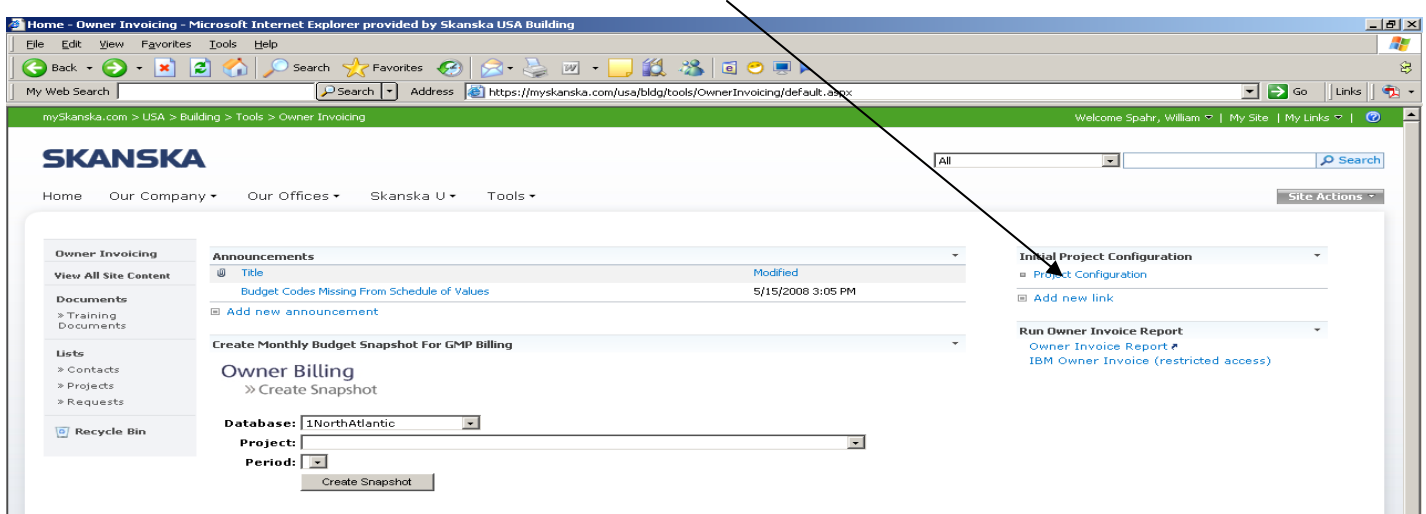 Home - Owner Invoicing - Microsoft Internet Explorer provided by Skanska USA Building
File Edit View Favorites Tools Help
Back Search Favorites
My Web Search Search Address https://myskanska.com/usa/bldg/tools/OwnerInvoicing/default.aspx Go Links
mySkanska.com > USA > Building > Tools > Owner Invoicing Welcome Spahr, William | My Site | My Links |
SKANSKA
All Search
Home Our Company Our Offices Skanska U Tools Site Actions
Owner Invoicing
View All Site Content
Documents
» Training
Documents
Lists
» Contacts
» Projects
» Requests
Recycle Bin
Announcements
Title Modified
Budget Codes Missing From Schedule of Values 5/15/2008 3:05 PM
Add new announcement
Create Monthly Budget Snapshot For GMP Billing
Owner Billing
» Create Snapshot
Database: 1NorthAtlantic
Project:
Period:
Create Snapshot
Initial Project Configuration
Project Configuration
Add new link
Run Owner Invoice Report
Owner Invoice Report
IBM Owner Invoice (restricted access)